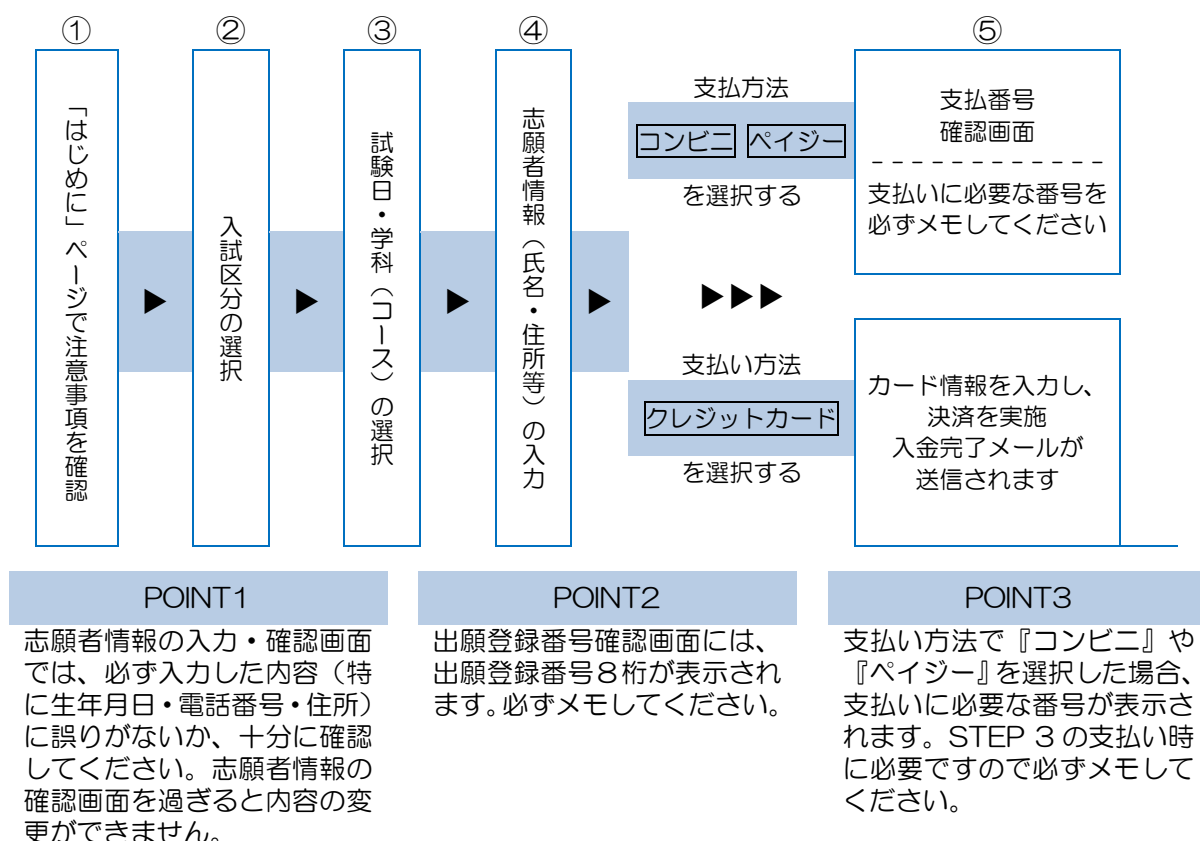 ①
「はじめに」ページで注意事項を確認
②
入試区分の選択
③
試験日・学科（コース）の選択
④
志願者情報（氏名・住所等）の入力
支払方法
コンビニ ペイジー
を選択する
▶▶▶
支払い方法
クレジットカード
を選択する
⑤
支払番号
確認画面
支払いに必要な番号を
必ずメモしてください
カード情報を入力し、
決済を実施
入金完了メールが
送信されます
POINT1
志願者情報の入力・確認画面
では、必ず入力した内容（特
に生年月日・電話番号・住所）
に誤りがないか、十分に確認
してください。志願者情報の
確認画面を過ぎると内容の変
更ができません。
POINT2
出願登録番号確認画面には、
出願登録番号８桁が表示され
ます。必ずメモしてください。
POINT3
支払い方法で『コンビニ』や
『ペイジー』を選択した場合、
支払いに必要な番号が表示さ
れます。STEP 3 の支払い時
に必要ですので必ずメモして
ください。